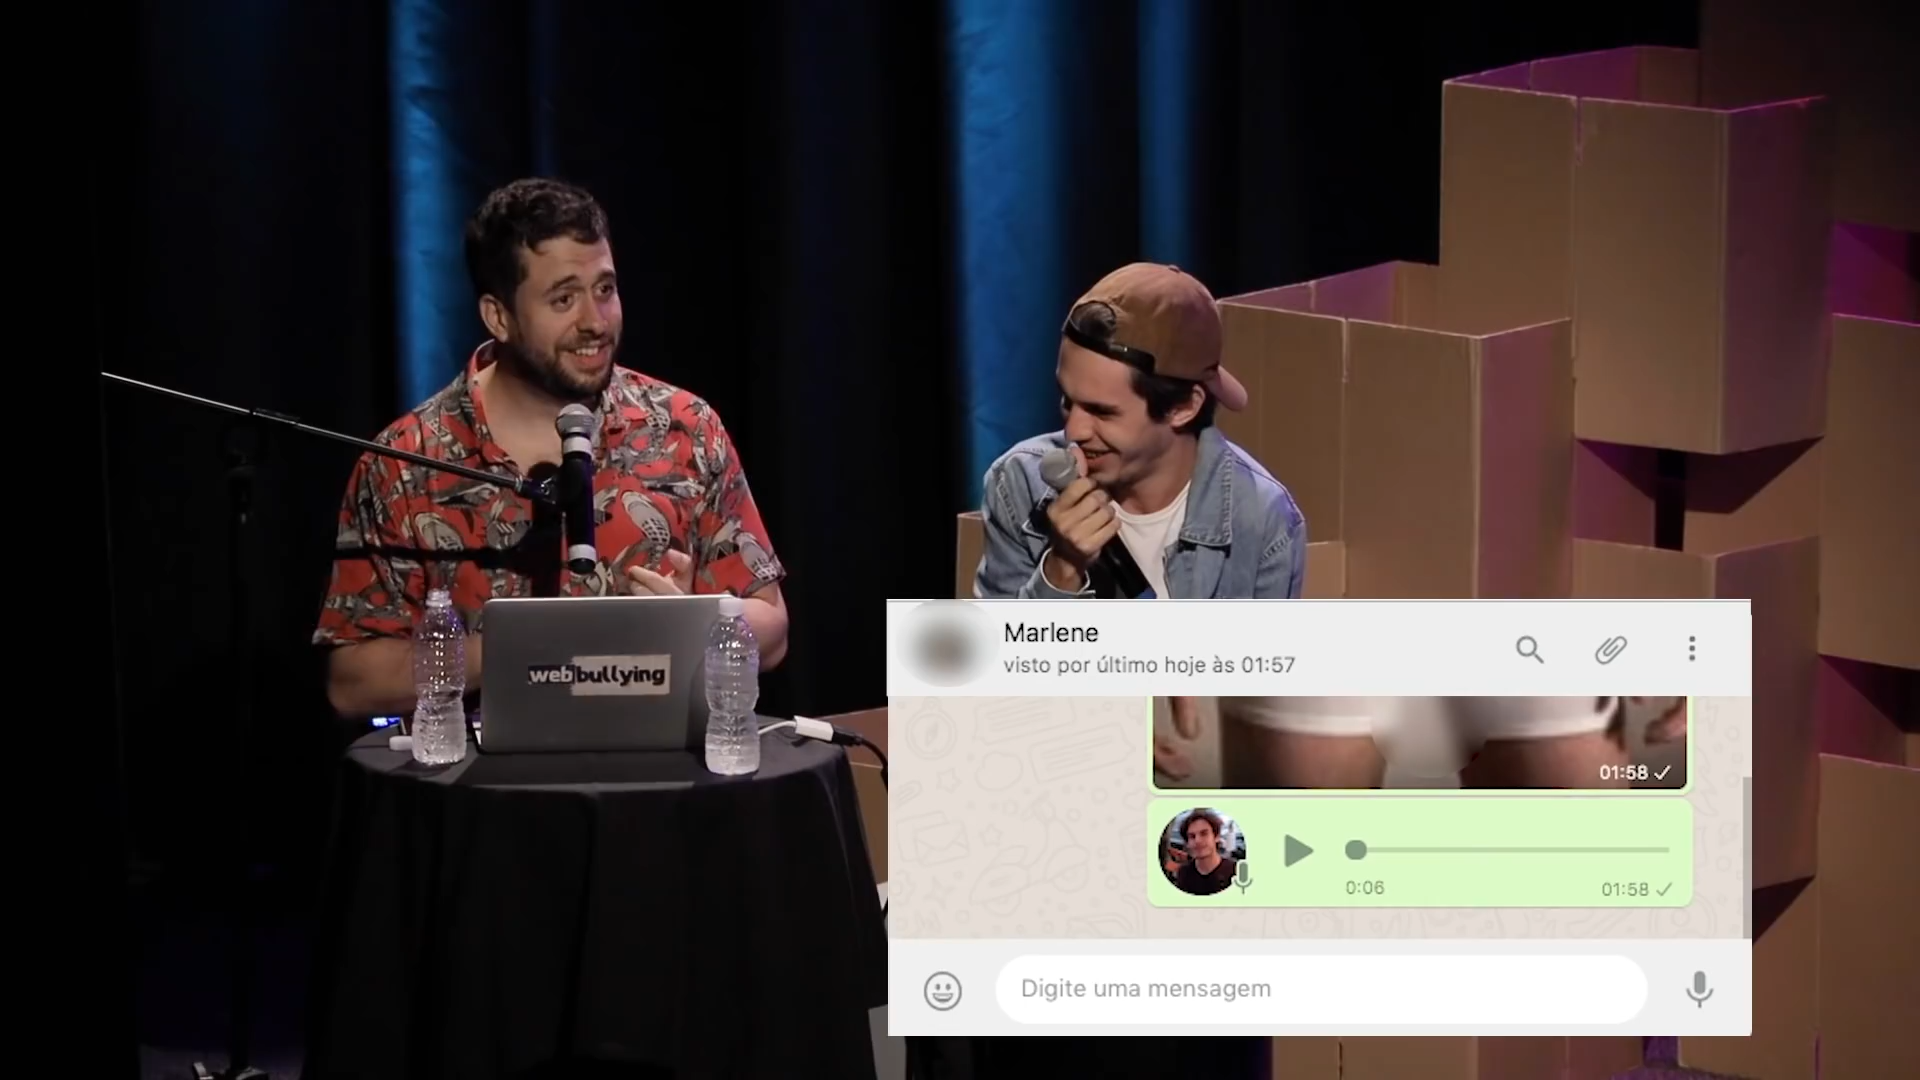 webbullying
Marlene
visto por último hoje às 01:57
01:58
0:06
01:58
Digite uma mensagem